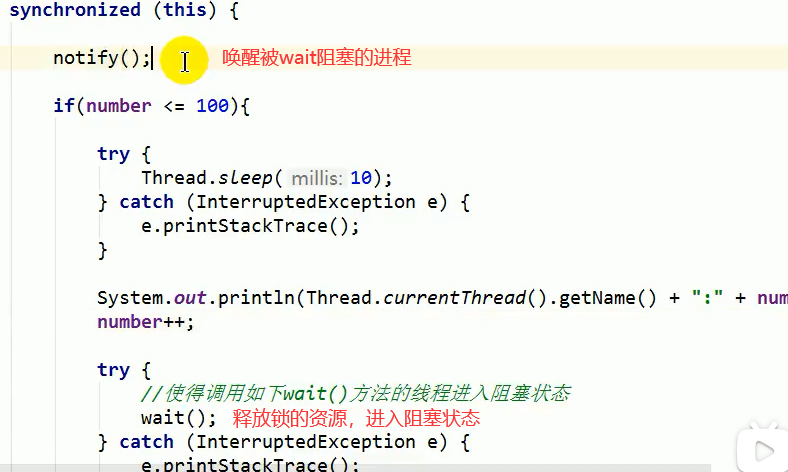 synchronized (this) {
notify(); 唤醒被wait阻塞的进程
if(number <= 100){
try {
Thread.sleep( millis: 10);
} catch (InterruptedException e) {
e.printStackTrace();
}
System.out.println(Thread.currentThread().getName() + ":" + num
number++;
try {
//使得调用如下wait()方法的线程进入阻塞状态
wait(); 释放锁的资源，进入阻塞状态
} catch (InterruptedException e) {
e.printStackTrace();